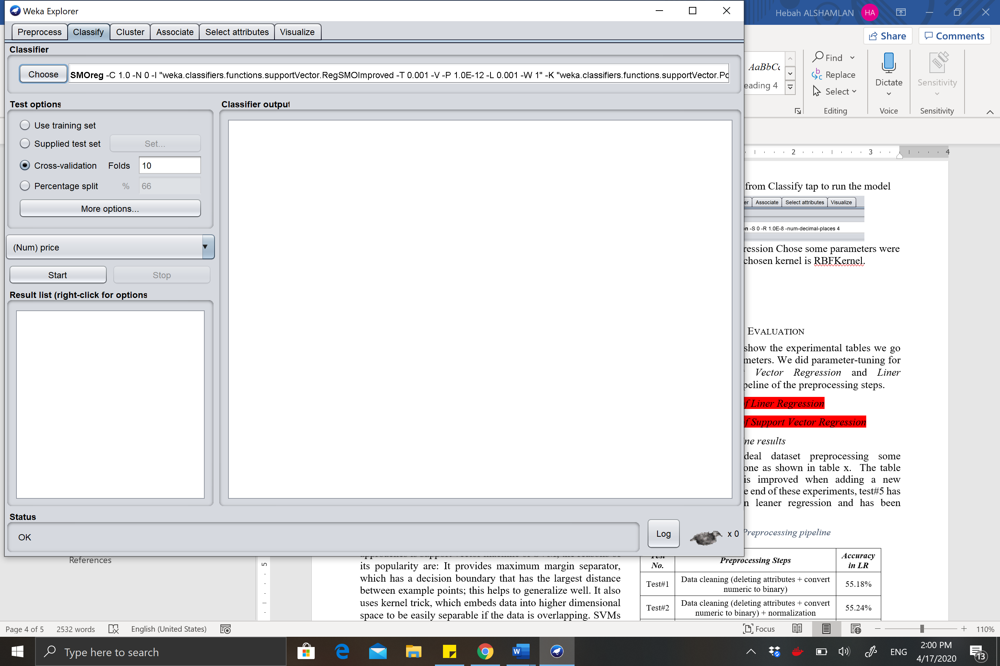 Weka Explorer
Preprocess Classify Cluster Associate Select attributes Visualize
Classifier
Choose SMOreg -C 1.0 -N 0 -I "weka.classifiers.functions.supportVector.RegSMOImproved -T 0.001 -V -P 1.0E-12 -L 0.001 -W 1" -K "weka.classifiers.functions.supportVector.Po
Test options
Use training set
Supplied test set Set...
Cross-validation Folds 10
Percentage split % 66
More options...
(Num) price
Start Stop
Result list (right-click for options
Classifier output
Status
OK
Log x 0
Hebah ALSHAMLAN HA
Share Comments
AaBbCc
eading 4
Find
Replace
Select
Editing
Dictate
Voice
Sensitivity
Sensitivity
2 3 4
from Classify tap to run the model
er Associate Select attributes Visualize
n -S 0 -R 1.0E-8 -num-decimal-places 4
ression Chose some parameters were
chosen kernel is RBFKernel.
EVALUATION
show the experimental tables we go
meters. We did parameter-tuning for
Vector Regression and Liner
peline of the preprocessing steps.
of Liner Regression
of Support Vector Regression
ne results
deal dataset preprocessing some
one as shown in table x. The table
is improved when adding a new
e end of these experiments, test#5 has
n leaner regression and has been
Preprocessing pipeline
Test No. Preprocessing Steps Accuracy in LR
Test#1 Data cleaning (deleting attributes + convert numeric to binary) 55.18%
Test#2 Data cleaning (deleting attributes + convert numeric to binary) + normalization 55.24%
References
5
its popularity are: It provides maximum margin separator,
which has a decision boundary that has the largest distance
between example points; this helps to generalize well. It also
uses kernel trick, which embeds data into higher dimensional
space to be easily separable if the data is overlapping. SVMs
Page 4 of 5 2532 words English (United States) Focus 110%
Type here to search
ENG
2:00 PM
4/17/2020
13